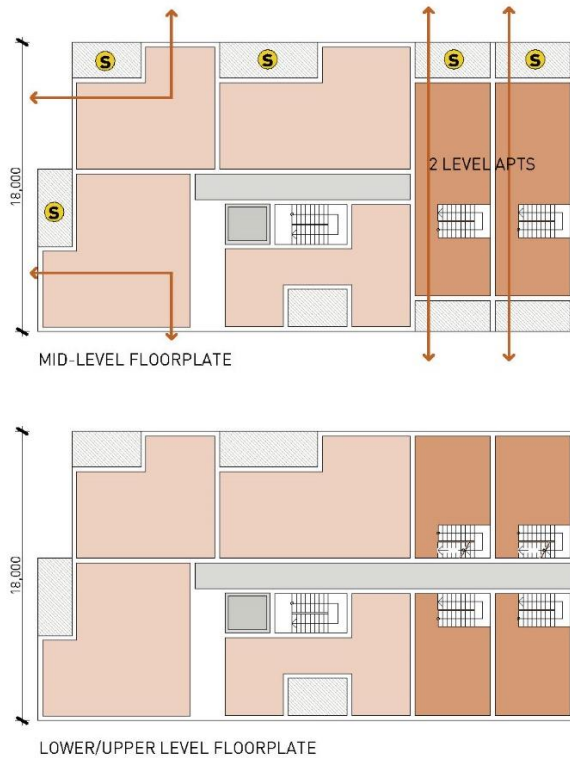 S
S
S
S
2 LEVEL APTS
18,000
S
MID-LEVEL FLOORPLATE
18,000
LOWER/UPPER LEVEL FLOORPLATE